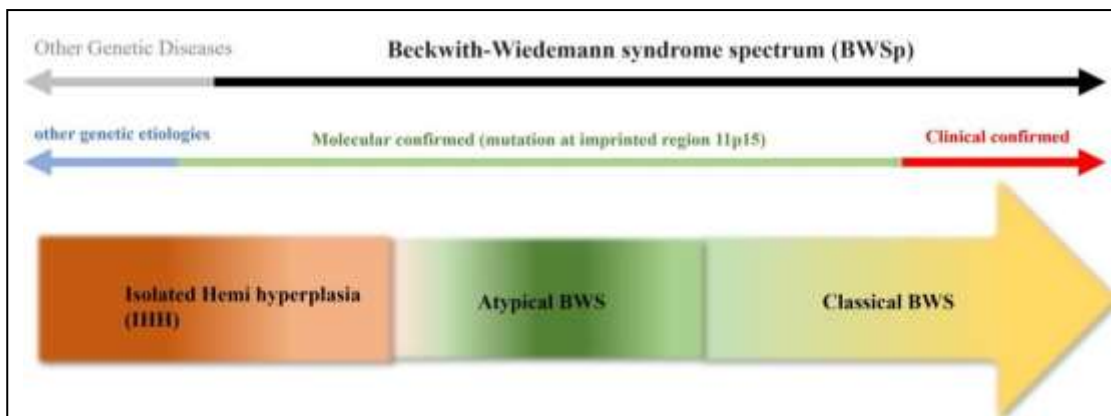 Other Genetic Diseases
Beckwith-Wiedemann syndrome spectrum (BWSp)
other genetic etiologies
Molecular confirmed (mutation at imprinted region 11p15)
Clinical confirmed
Isolated Hemi hyperplasia
(IHH)
Atypical BWS
Classical BWS